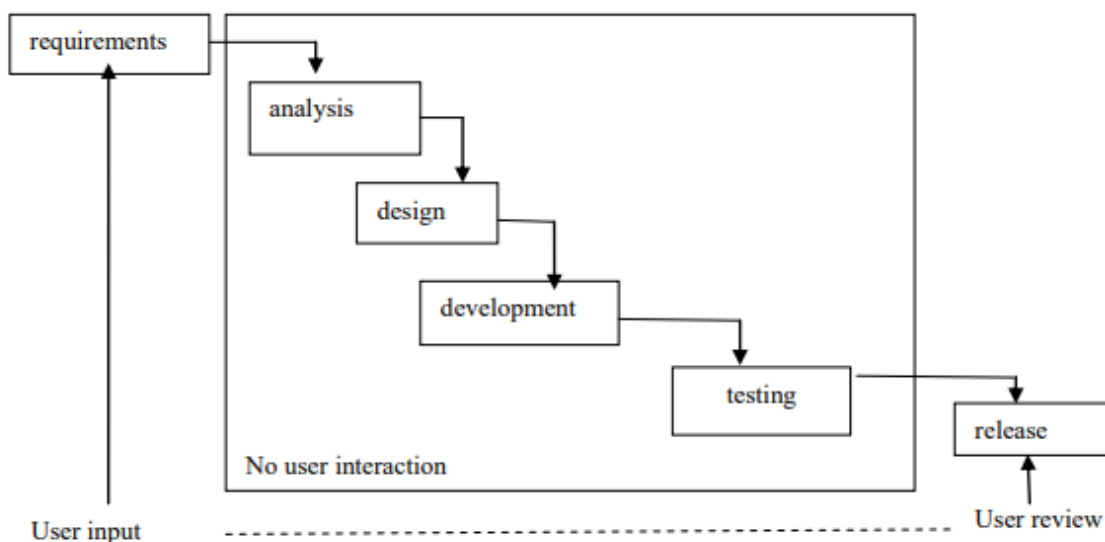 requirements
analysis
design
development
testing
release
No user interaction
User input
User review